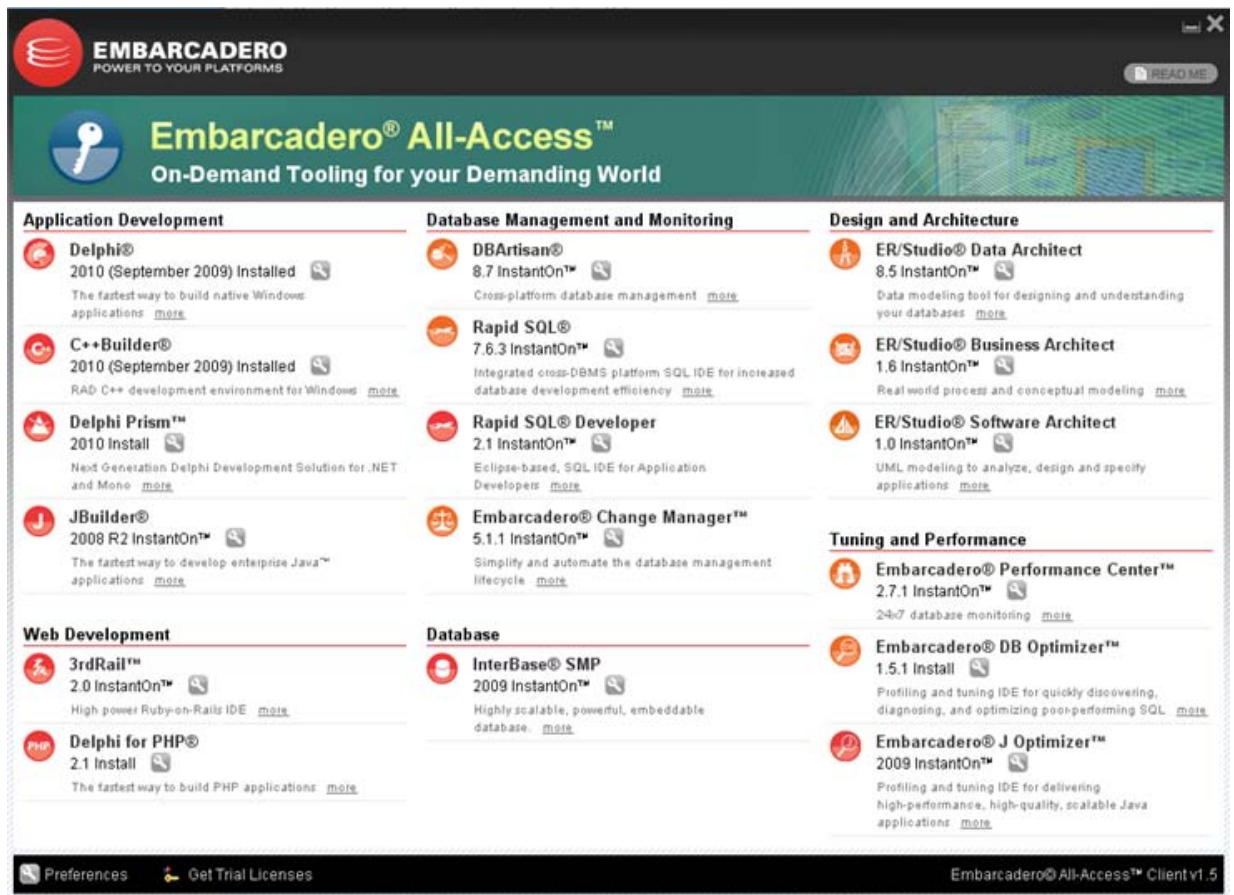 EMBARCADERO
POWER TO YOUR PLATFORMS
READ ME
Embarcadero® All-Access™
On-Demand Tooling for your Demanding World
Application Development
Delphi®
2010 (September 2009) Installed
The fastest way to build native Windows
applications more
C++
C++Builder®
2010 (September 2009) Installed
RAD C++ development environment for Windows more
Delphi Prism™
2010 Install
Next Generation Delphi Development Solution for .NET
and Mono more
J
JBuilder®
2008 R2 InstantOn™
The fastest way to develop enterprise Java™
applications more
Web Development
3rdRail™
2.0 InstantOn™
High power Ruby-on-Rails IDE more
PHP
Delphi for PHP®
2.1 Install
The fastest way to build PHP applications more
Database Management and Monitoring
DBArtisan®
8.7 InstantOn™
Cross-platform database management more
Rapid SQL®
7.6.3 InstantOn™
Integrated cross-DBMS platform SQL IDE for increased
database development efficiency more
Rapid SQL® Developer
2.1 InstantOn™
Eclipse-based, SQL IDE for Application
Developers more
Embarcadero® Change Manager™
5.1.1 InstantOn™
Simplify and automate the database management
lifecycle more
Database
InterBase® SMP
2009 InstantOn™
Highly scalable, powerful, embeddable
database. more
Design and Architecture
ER/Studio® Data Architect
8.5 InstantOn™
Data modeling tool for designing and understanding
your databases more
ER/Studio® Business Architect
1.6 InstantOn™
Real world process and conceptual modeling more
ER/Studio® Software Architect
1.0 InstantOn™
UML modeling to analyze, design and specify
applications more
Tuning and Performance
Embarcadero® Performance Center™
2.7.1 InstantOn™
24x7 database monitoring more
Embarcadero® DB Optimizer™
1.5.1 Install
Profiling and tuning IDE for quickly discovering,
diagnosing, and optimizing poor-performing SQL more
Embarcadero® J Optimizer™
2009 InstantOn™
Profiling and tuning IDE for delivering
high-performance, high-quality, scalable Java
applications more
Preferences
Get Trial Licenses
Embarcadero© All-Access™ Client v1.5